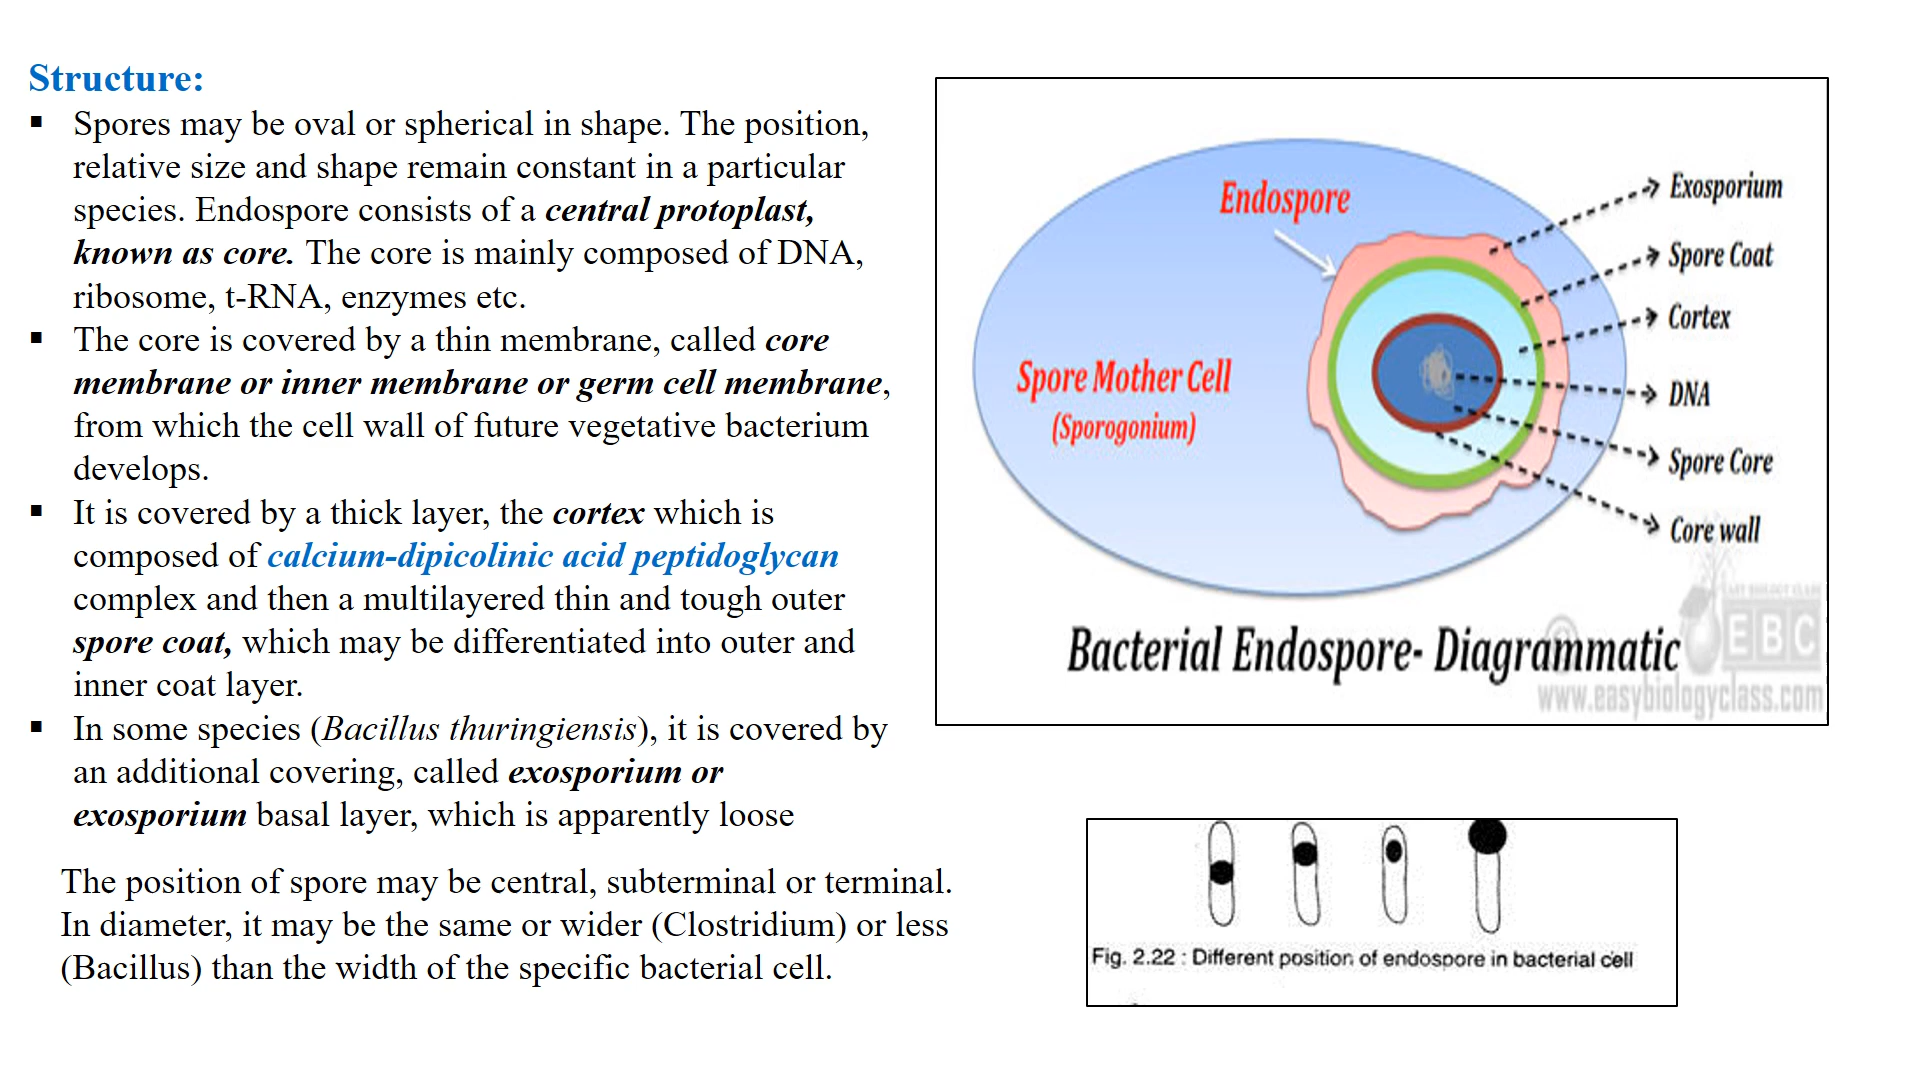 Structure:
▪ Spores may be oval or spherical in shape. The position,
relative size and shape remain constant in a particular
species. Endospore consists of a central protoplast,
known as core. The core is mainly composed of DNA,
ribosome, t-RNA, enzymes etc.
▪ The core is covered by a thin membrane, called core
membrane or inner membrane or germ cell membrane,
from which the cell wall of future vegetative bacterium
develops.
▪ It is covered by a thick layer, the cortex which is
composed of calcium-dipicolinic acid peptidoglycan
complex and then a multilayered thin and tough outer
spore coat, which may be differentiated into outer and
inner coat layer.
▪ In some species (Bacillus thuringiensis), it is covered by
an additional covering, called exosporium or
exosporium basal layer, which is apparently loose
The position of spore may be central, subterminal or terminal.
In diameter, it may be the same or wider (Clostridium) or less
(Bacillus) than the width of the specific bacterial cell.
Endospore
Spore Mother Cell
(Sporogonium)
Exosporium
Spore Coat
Cortex
DNA
Spore Core
Core wall
Bacterial Endospore- Diagrammatic
©
EASY BIOLOGY CLASS
EBC
www.easybiologyclass.com
Fig. 2.22 : Different position of endospore in bacterial cell